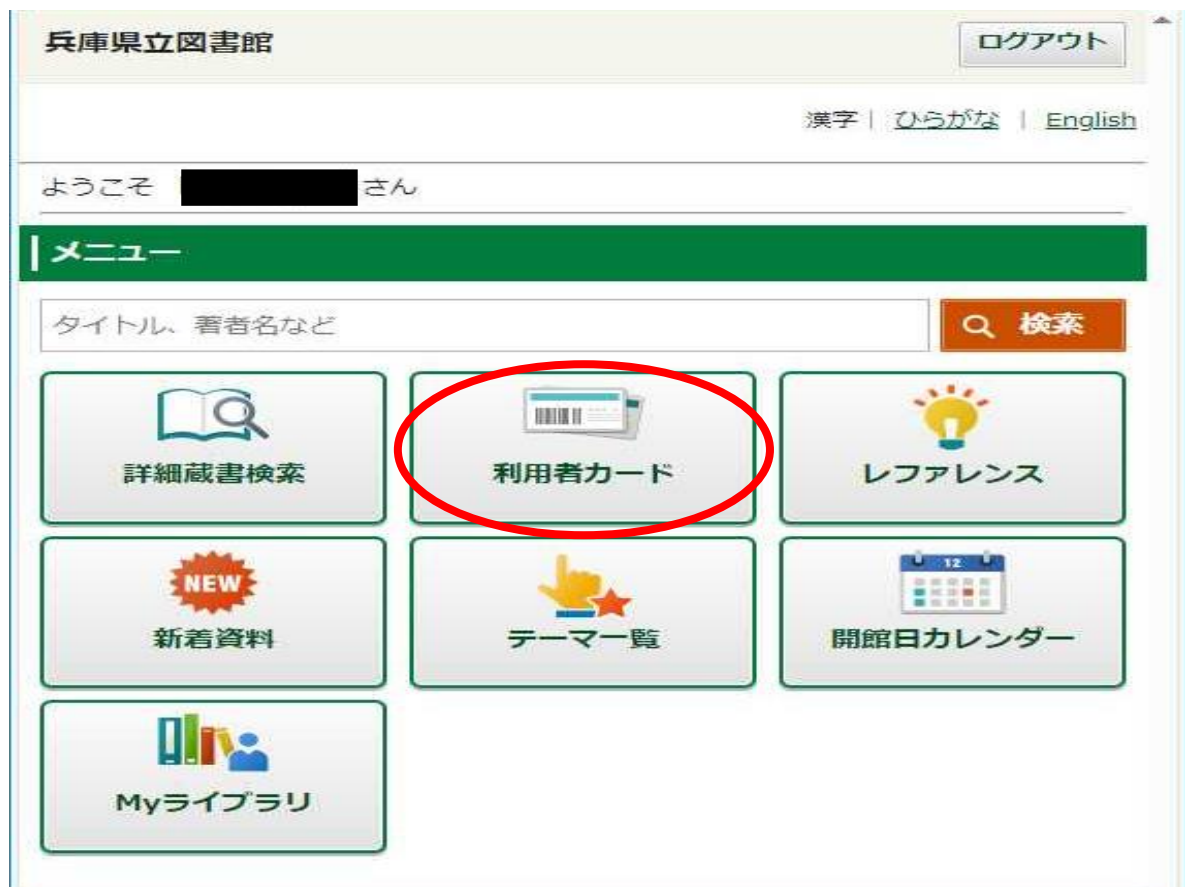 兵庫県立図書館 ログアウト
漢字| ひらがな | English
ようこそ さん
メニュー
タイトル、著者名など 検索
詳細蔵書検索 利用者カード レファレンス
NEW 12
新着資料 テーマ一覧 開館日カレンダー
Myライブラリ